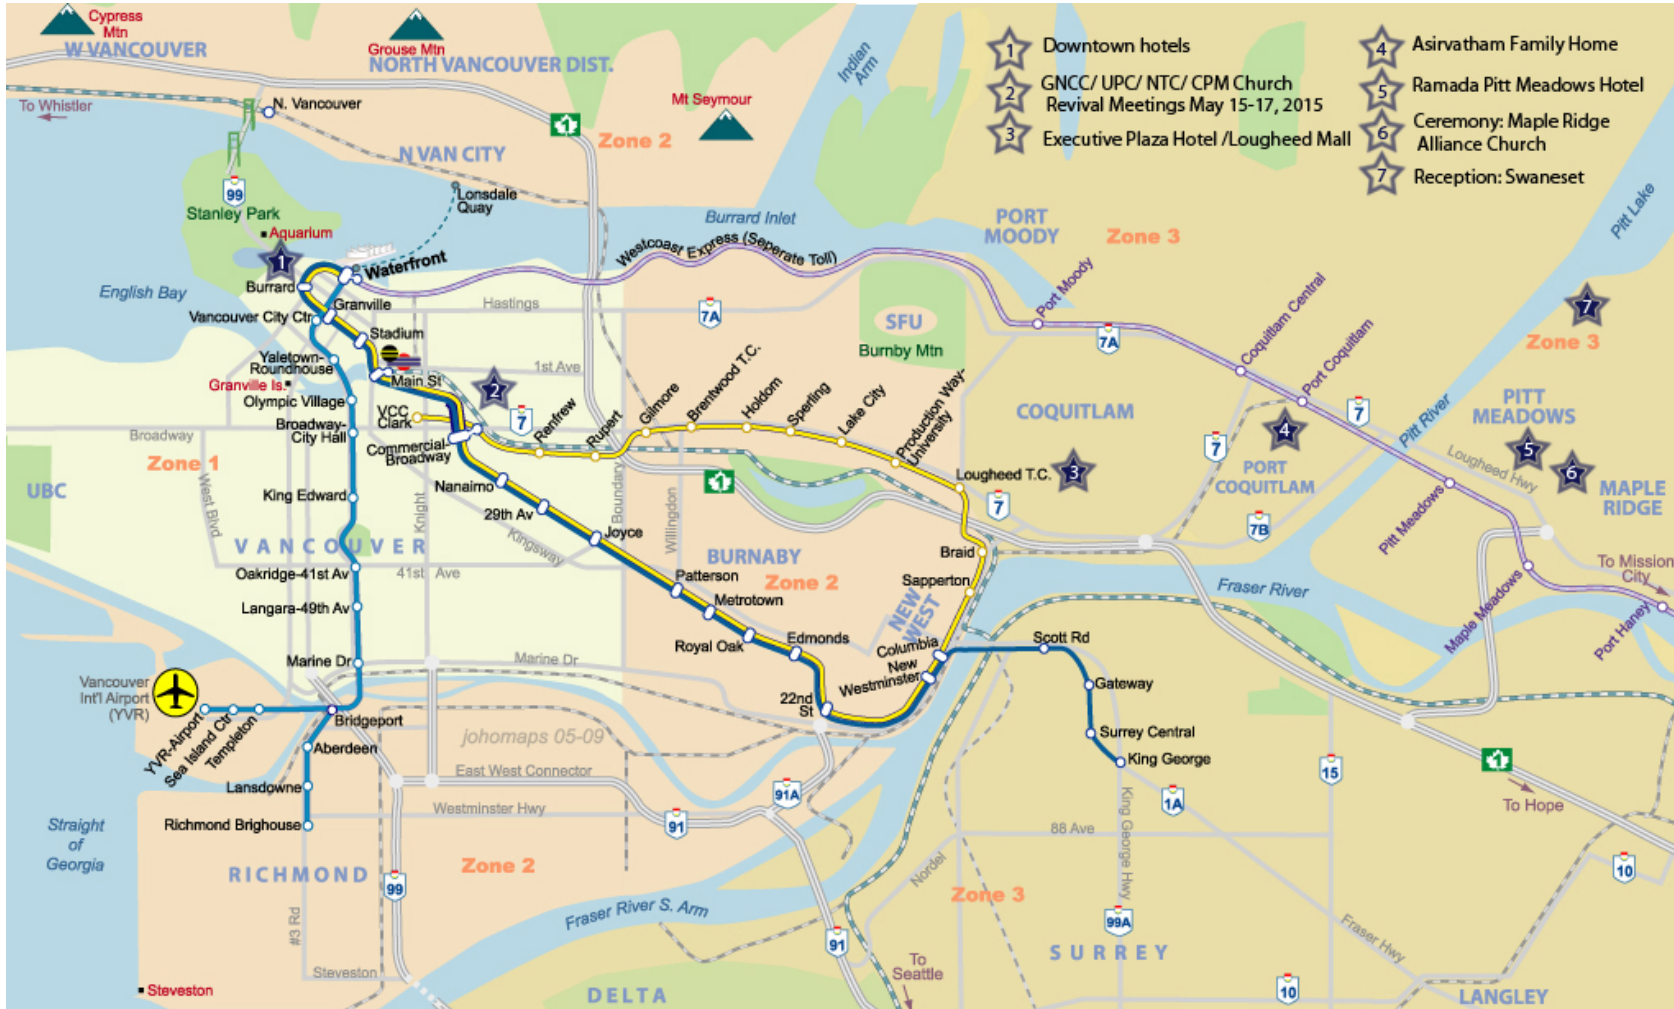 Cypress
Mtn
W VANCOUVER
Grouse Mtn
NORTH VANCOUVER DIST.
Indian
Arm
1 Downtown hotels
2 GNCC/ UPC/ NTC/ CPM Church
Revival Meetings May 15-17, 2015
3 Executive Plaza Hotel /Lougheed Mall
4 Asirvatham Family Home
5 Ramada Pitt Meadows Hotel
6 Ceremony: Maple Ridge
Alliance Church
7 Reception: Swaneset
To Whistler
N. Vancouver
Mt Seymour
1
Zone 2
N VAN CITY
99
Lonsdale
Quay
Stanley Park
Aquarium
Burrard Inlet
PORT
MOODY
Zone 3
Pitt Lake
1
Waterfront
Westcoast Express (Seperate Toll)
English Bay
Burrard
Granville
Hastings
7A
Vancouver City Ctr
Stadium
SFU
Burnby Mtn
Port Moody
7A
Coquitlam Central
Port Coquitlam
7
Zone 3
Yaletown-
Roundhouse
Granville Is.
Main St
1st Ave
2
7
Olympic Village
VCC
Clark
Broadway-
City Hall
Broadway
Commercial-
Broadway
Renfrew
Rupert
Gilmore
Brentwood T.C.
Holdom
Sperling
Lake City
Production Way-
University
COQUITLAM
7
4
7
Pitt River
PITT
MEADOWS
5
6
Zone 1
UBC
West Blvd
King Edward
Nanaimo
29th Av
Knight
Boundary
Willingdon
1
Lougheed T.C.
3
7
PORT
COQUITLAM
7B
Lougheed Hwy
MAPLE
RIDGE
Pitt Meadows
VANCOUVER
Joyce
Kingsway
Oakridge-41st Av
41st Ave
BURNABY
Zone 2
Braid
Sapperton
NEW
WEST
Fraser River
To Mission
City
Langara-49th Av
Patterson
Metrotown
Royal Oak
Edmonds
Columbia
New
Westminster
Scott Rd
Maple Meadows
Port Haney
Marine Dr
Marine Dr
22nd
St
Gateway
Vancouver
Int'l Airport
(YVR)
YVR-Airport
Sea Island Ctr
Templeton
Bridgeport
Aberdeen
johomaps 05-09
Surrey Central
King George
Lansdowne
East West Connector
91A
15
1A
1
To Hope
Richmond Brighouse
Westminster Hwy
91
88 Ave
King George Hwy
Straight
of
Georgia
RICHMOND
Zone 2
99
#3 Rd
Nordel
Zone 3
10
Fraser River S. Arm
91
99A
Fraser Hwy
Steveston
Steveston
To
Seattle
SURREY
DELTA
10
LANGLEY